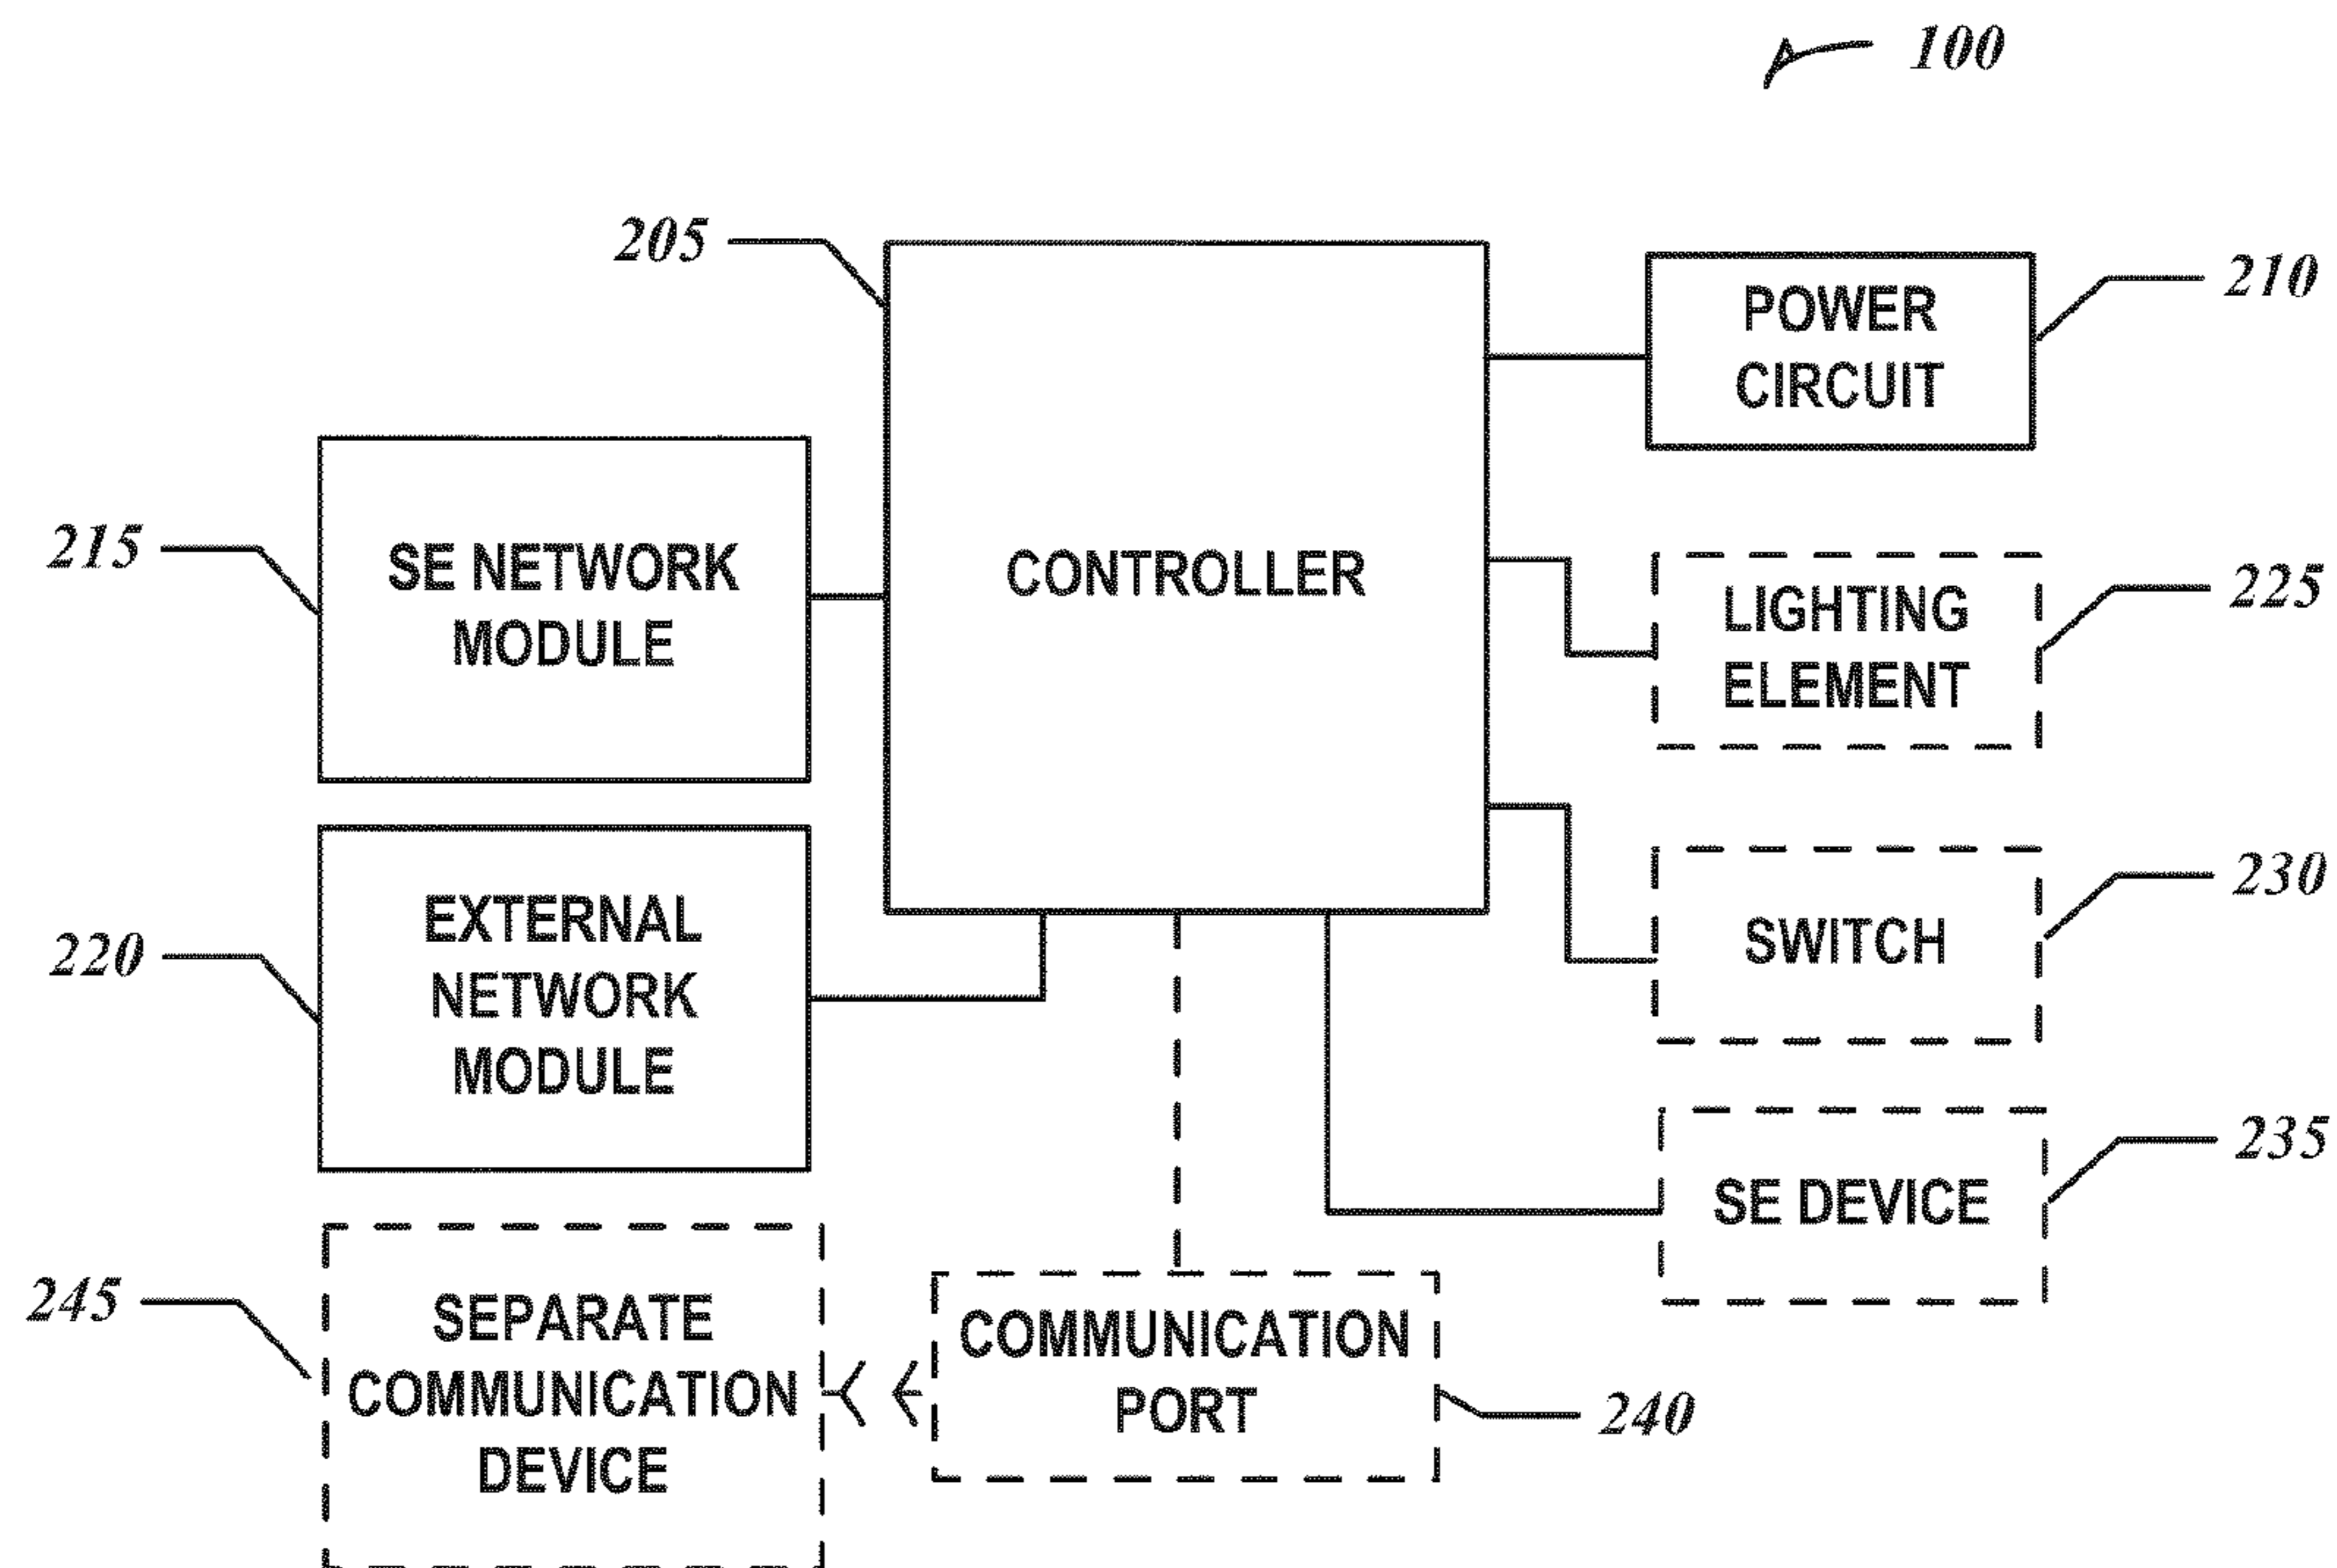 100
205
POWER
CIRCUIT
210
215
SE NETWORK
MODULE
CONTROLLER
LIGHTING
ELEMENT
225
220
EXTERNAL
NETWORK
MODULE
SWITCH
230
SE DEVICE
235
245
SEPARATE
COMMUNICATION
DEVICE
COMMUNICATION
PORT
240